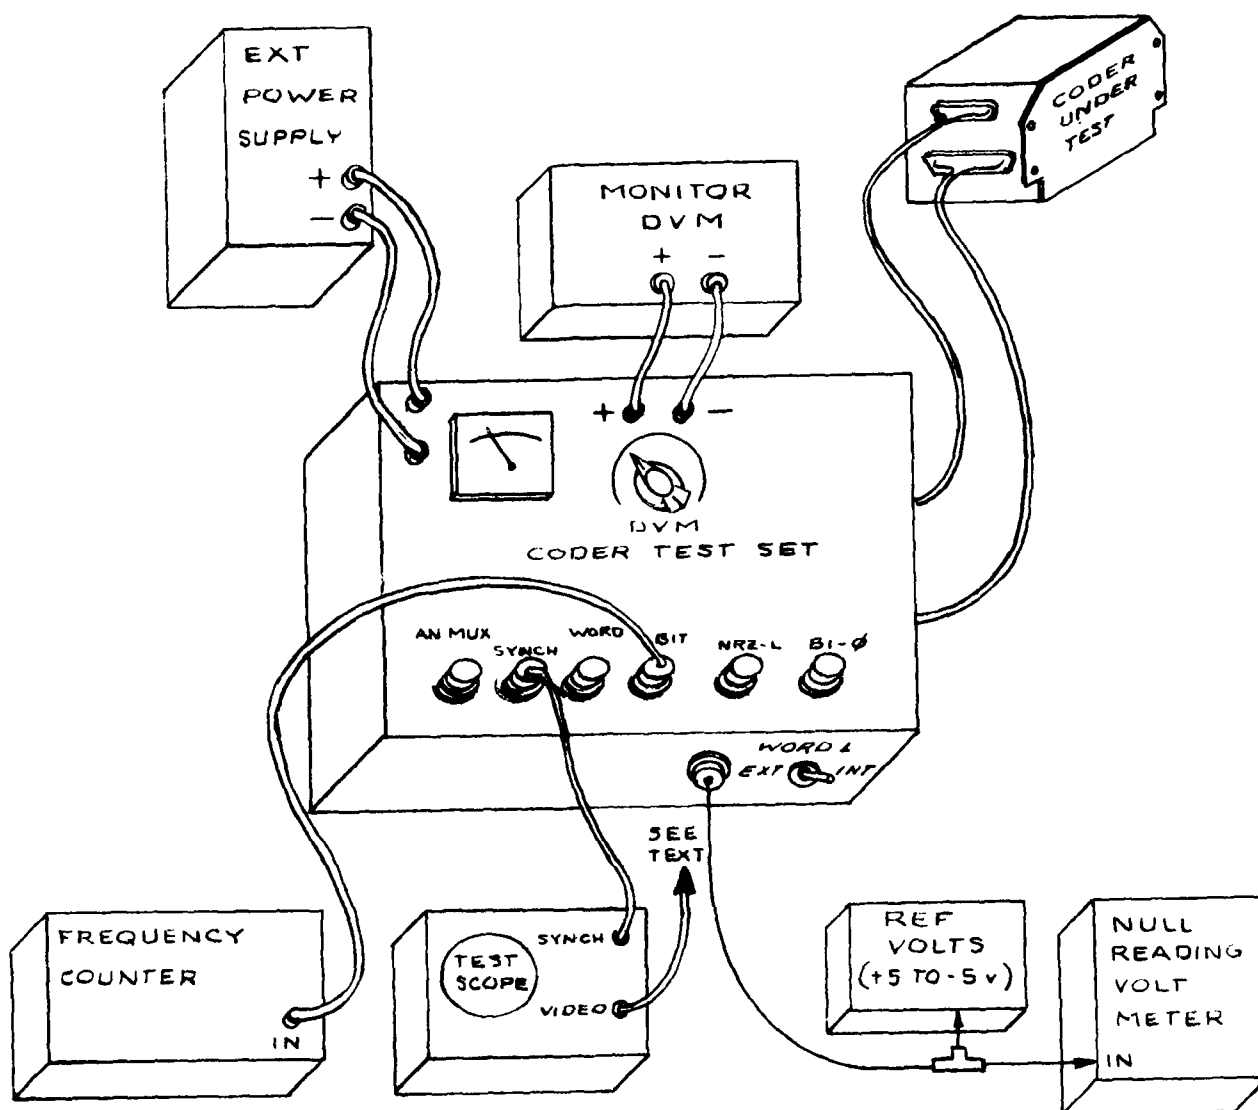 EXT
POWER
SUPPLY
+
−
MONITOR
DVM
+ −
CODER
UNDER
TEST
+ −
DVM
CODER TEST SET
AN MUX
SYNCH
WORD
BIT
NRZ-L
BI-Ø
WORD 1
EXT INT
SEE
TEXT
FREQUENCY
COUNTER
IN
TEST
SCOPE
SYNCH
VIDEO
REF
VOLTS
(+5 TO -5 V)
NULL
READING
VOLT
METER
IN